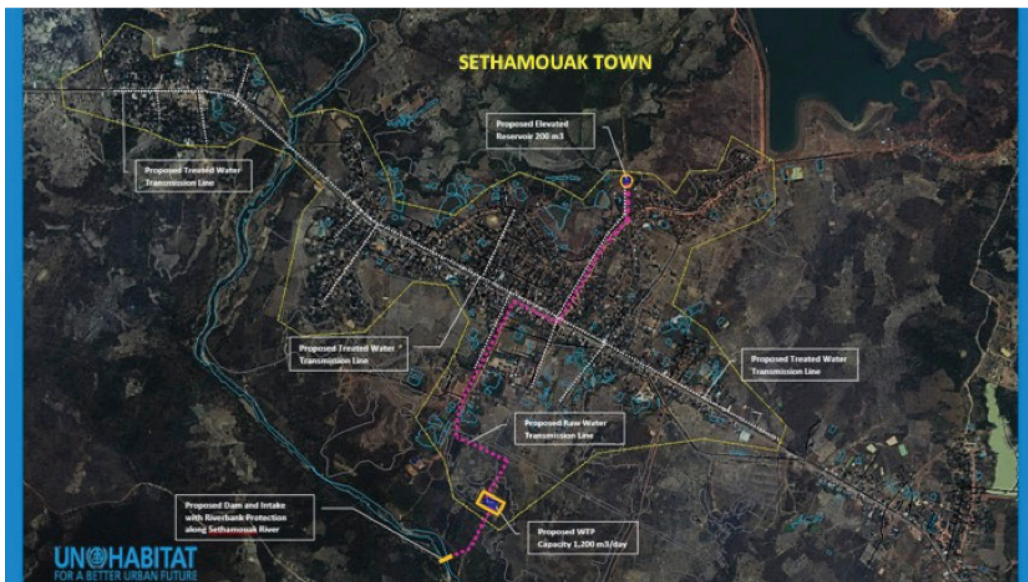 SETHAMOUAK TOWN
Proposed Elevated
Reservoir 200 m3
Proposed Treated Water
Transmission Line
Proposed Treated Water
Transmission Line
Proposed Treated Water
Transmission Line
Proposed Raw Water
Transmission Line
Proposed Dam and Intake
with Riverbank Protection
along Sethamouak River
Proposed WTP
Capacity 1,200 m3/day
UN HABITAT
FOR A BETTER URBAN FUTURE